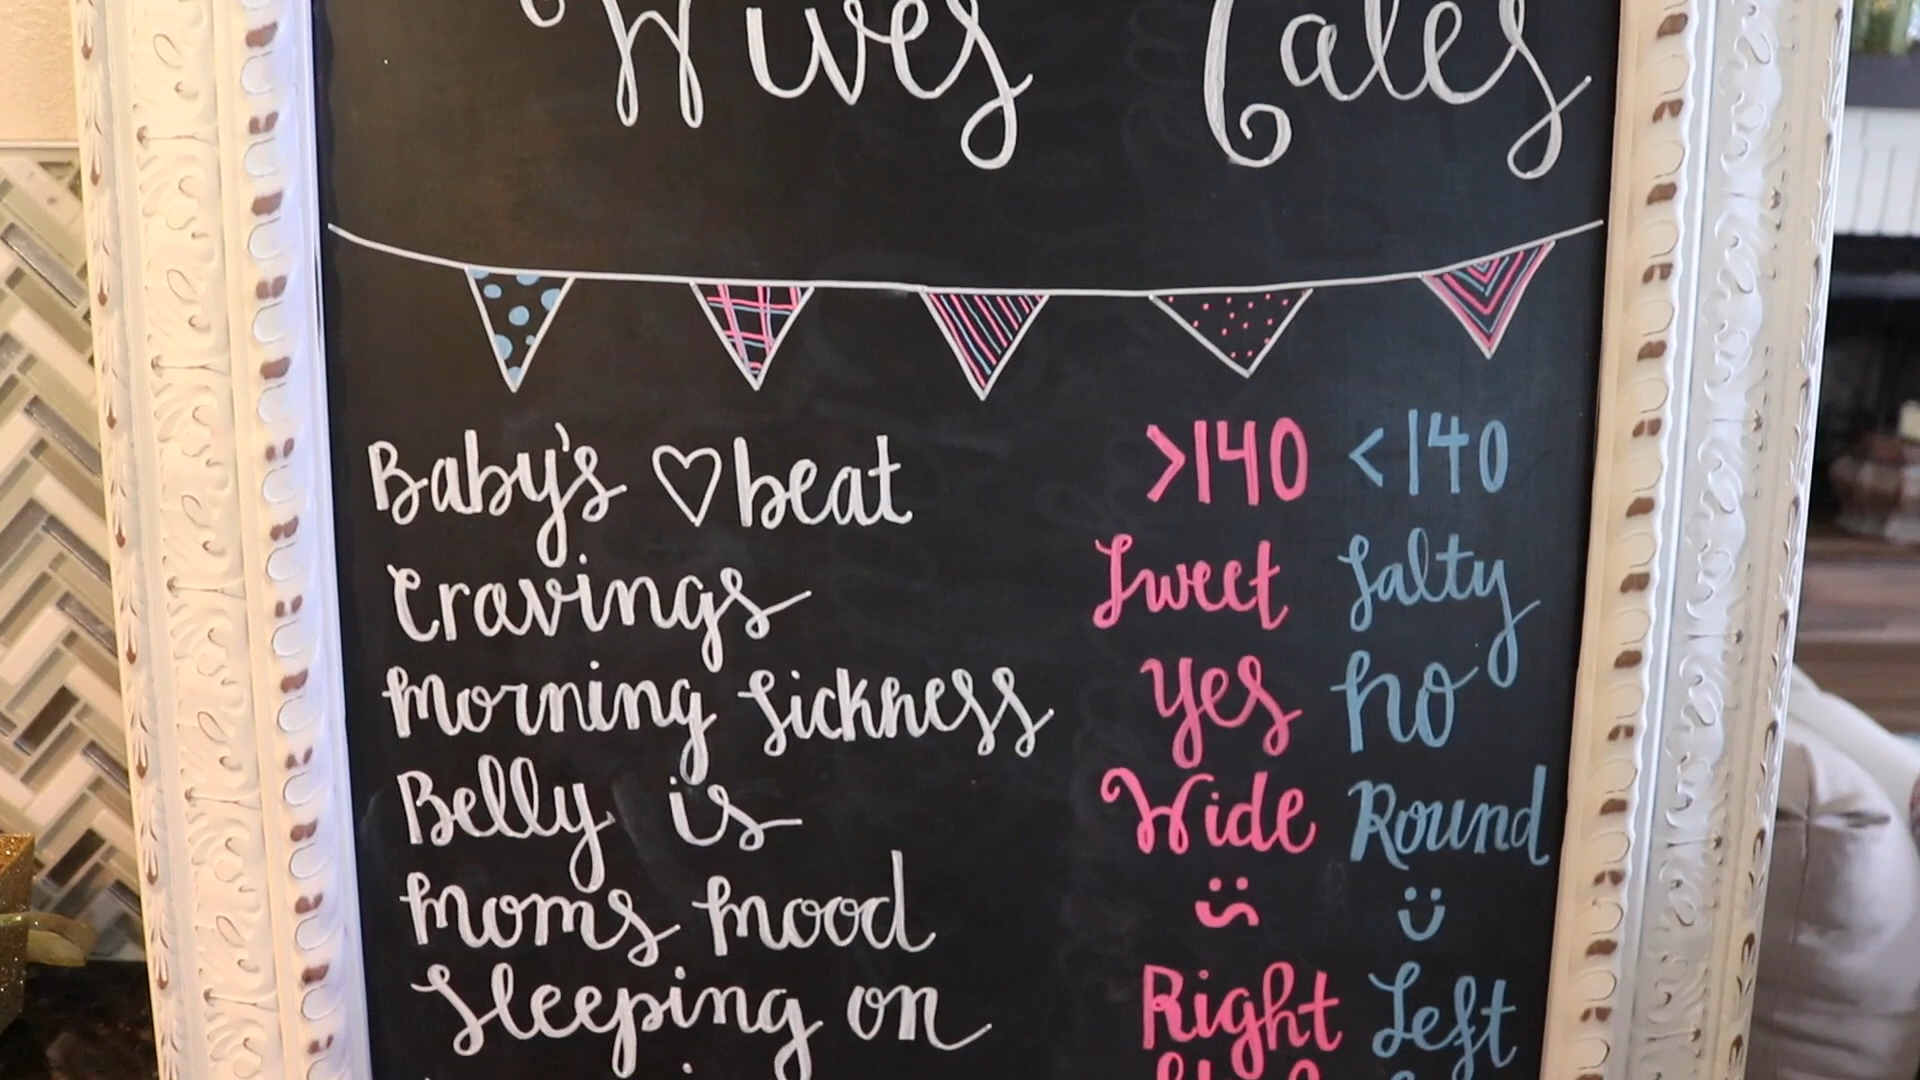 Wives Tales
Baby's ♡beat >140 <140
Cravings Sweet Salty
Morning Sickness Yes No
Belly is Wide Round
Moms Mood :~ :)
Sleeping on Right Left